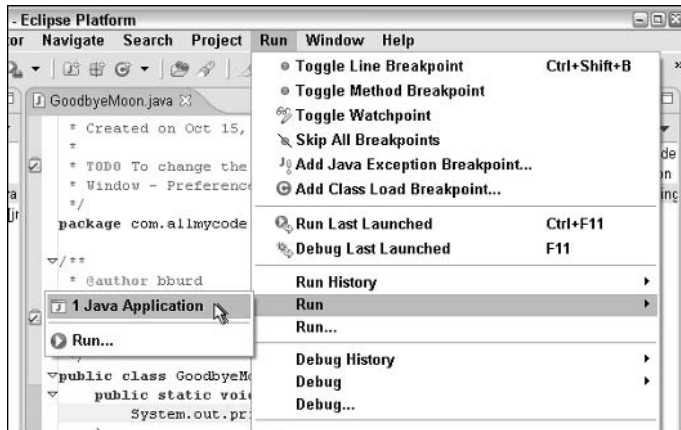 - Eclipse Platform
or Navigate Search Project Run Window Help
GoodbyeMoon.java
* Created on Oct 15,
*
* TODO To change the
* Window - Preference
*/
package com.allmycode
/**
* @author bburd
public class GoodbyeMo
public static voi
System.out.pr
Toggle Line Breakpoint Ctrl+Shift+B
Toggle Method Breakpoint
Toggle Watchpoint
Skip All Breakpoints
Add Java Exception Breakpoint...
Add Class Load Breakpoint...
Run Last Launched Ctrl+F11
Debug Last Launched F11
Run History
Run
Run...
Debug History
Debug
Debug...
1 Java Application
Run...
de
on
ing